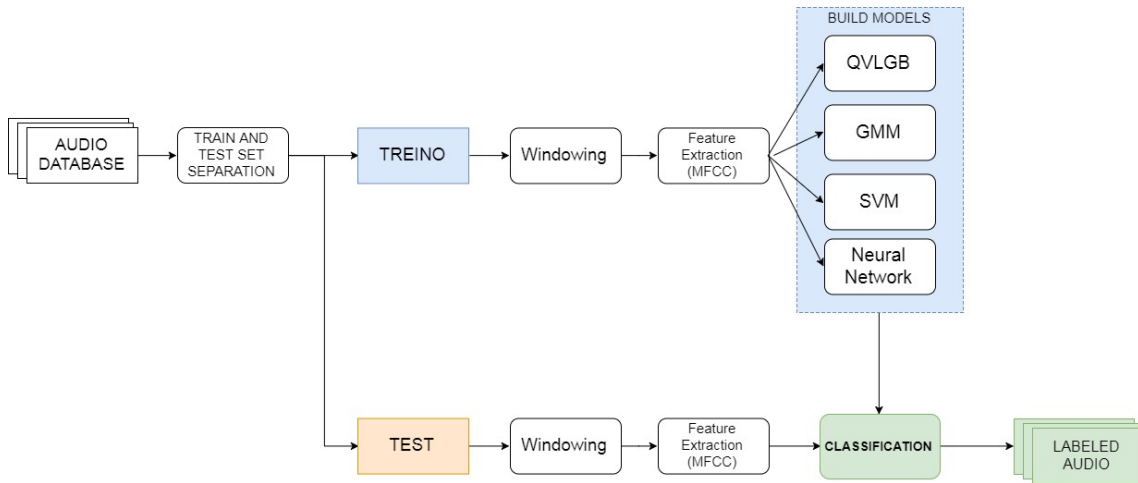 BUILD MODELS
QVLGB
GMM
SVM
Neural
Network
AUDIO
DATABASE
TRAIN AND
TEST SET
SEPARATION
TREINO
Windowing
Feature
Extraction
(MFCC)
TEST
Windowing
Feature
Extraction
(MFCC)
CLASSIFICATION
LABELED
AUDIO